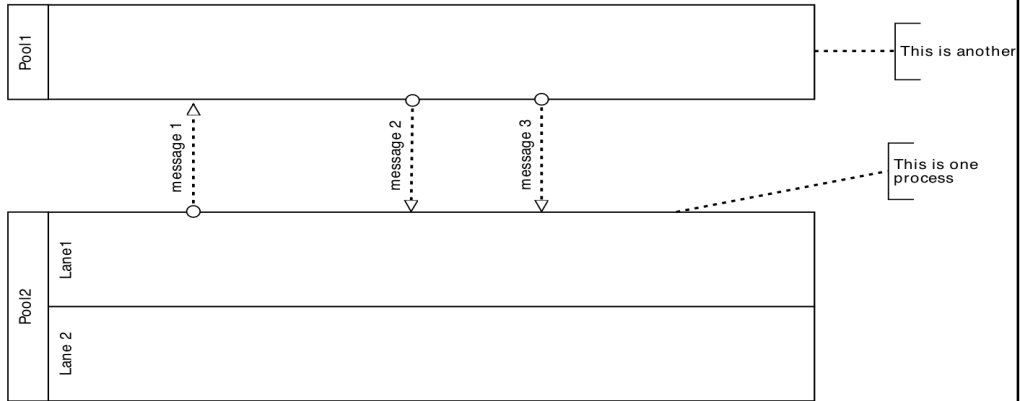 Pool1
This is another
message 1
message 2
message 3
This is one
process
Pool2
Lane1
Lane 2